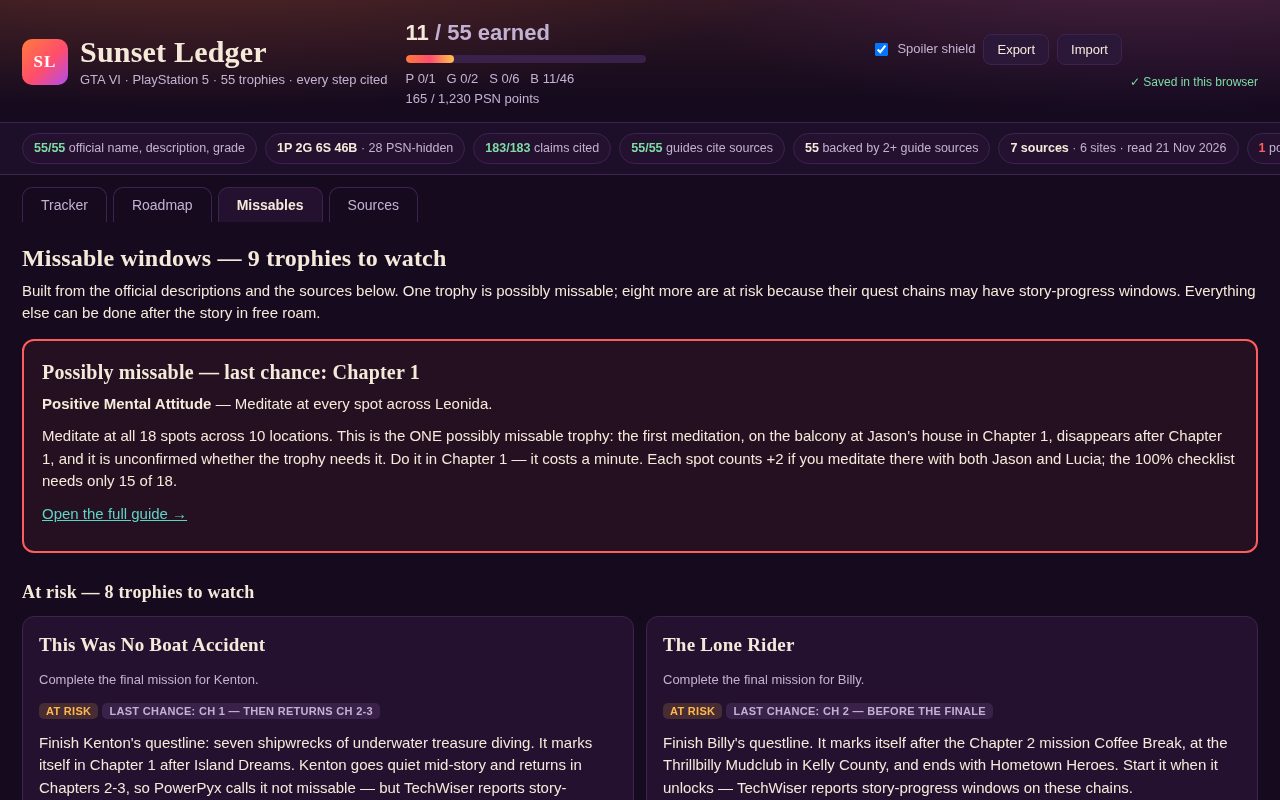 SL
Sunset Ledger
GTA VI · PlayStation 5 · 55 trophies · every step cited
11 / 55 earned
P 0/1 G 0/2 S 0/6 B 11/46
165 / 1,230 PSN points
Spoiler shield
Export
Import
✓ Saved in this browser
55/55 official name, description, grade
1P 2G 6S 46B · 28 PSN-hidden
183/183 claims cited
55/55 guides cite sources
55 backed by 2+ guide sources
7 sources · 6 sites · read 21 Nov 2026
1
Tracker
Roadmap
Missables
Sources
Missable windows — 9 trophies to watch
Built from the official descriptions and the sources below. One trophy is possibly missable; eight more are at risk because their quest chains may have story-progress windows. Everything
else can be done after the story in free roam.
Possibly missable — last chance: Chapter 1
Positive Mental Attitude — Meditate at every spot across Leonida.
Meditate at all 18 spots across 10 locations. This is the ONE possibly missable trophy: the first meditation, on the balcony at Jason's house in Chapter 1, disappears after Chapter
1, and it is unconfirmed whether the trophy needs it. Do it in Chapter 1 — it costs a minute. Each spot counts +2 if you meditate there with both Jason and Lucia; the 100% checklist
needs only 15 of 18.
Open the full guide →
At risk — 8 trophies to watch
This Was No Boat Accident
Complete the final mission for Kenton.
AT RISK
LAST CHANCE: CH 1 — THEN RETURNS CH 2-3
Finish Kenton's questline: seven shipwrecks of underwater treasure diving. It marks
itself in Chapter 1 after Island Dreams. Kenton goes quiet mid-story and returns in
Chapters 2-3, so PowerPyx calls it not missable — but TechWiser reports story-
The Lone Rider
Complete the final mission for Billy.
AT RISK
LAST CHANCE: CH 2 — BEFORE THE FINALE
Finish Billy's questline. It marks itself after the Chapter 2 mission Coffee Break, at the
Thrillbilly Mudclub in Kelly County, and ends with Hometown Heroes. Start it when it
unlocks — TechWiser reports story-progress windows on these chains.